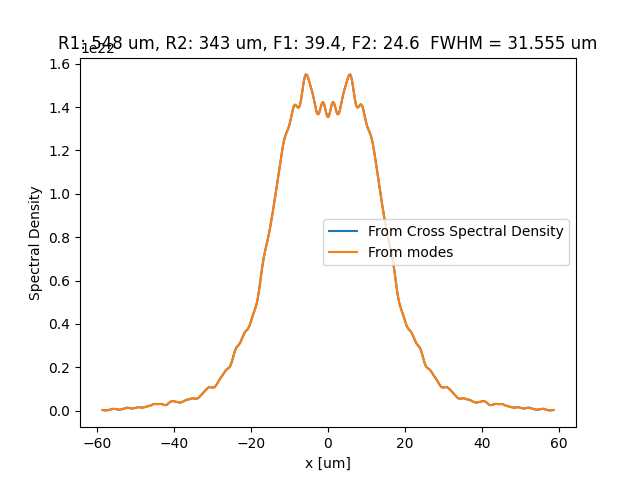 R1: 548 um, R2: 343 um, F1: 39.4, F2: 24.6  FWHM = 31.555 um
1e22
1.6
1.4
1.2
1.0
0.8
0.6
0.4
0.2
0.0
Spectral Density
From Cross Spectral Density
From modes
−60
−40
−20
0
20
40
60
x [um]